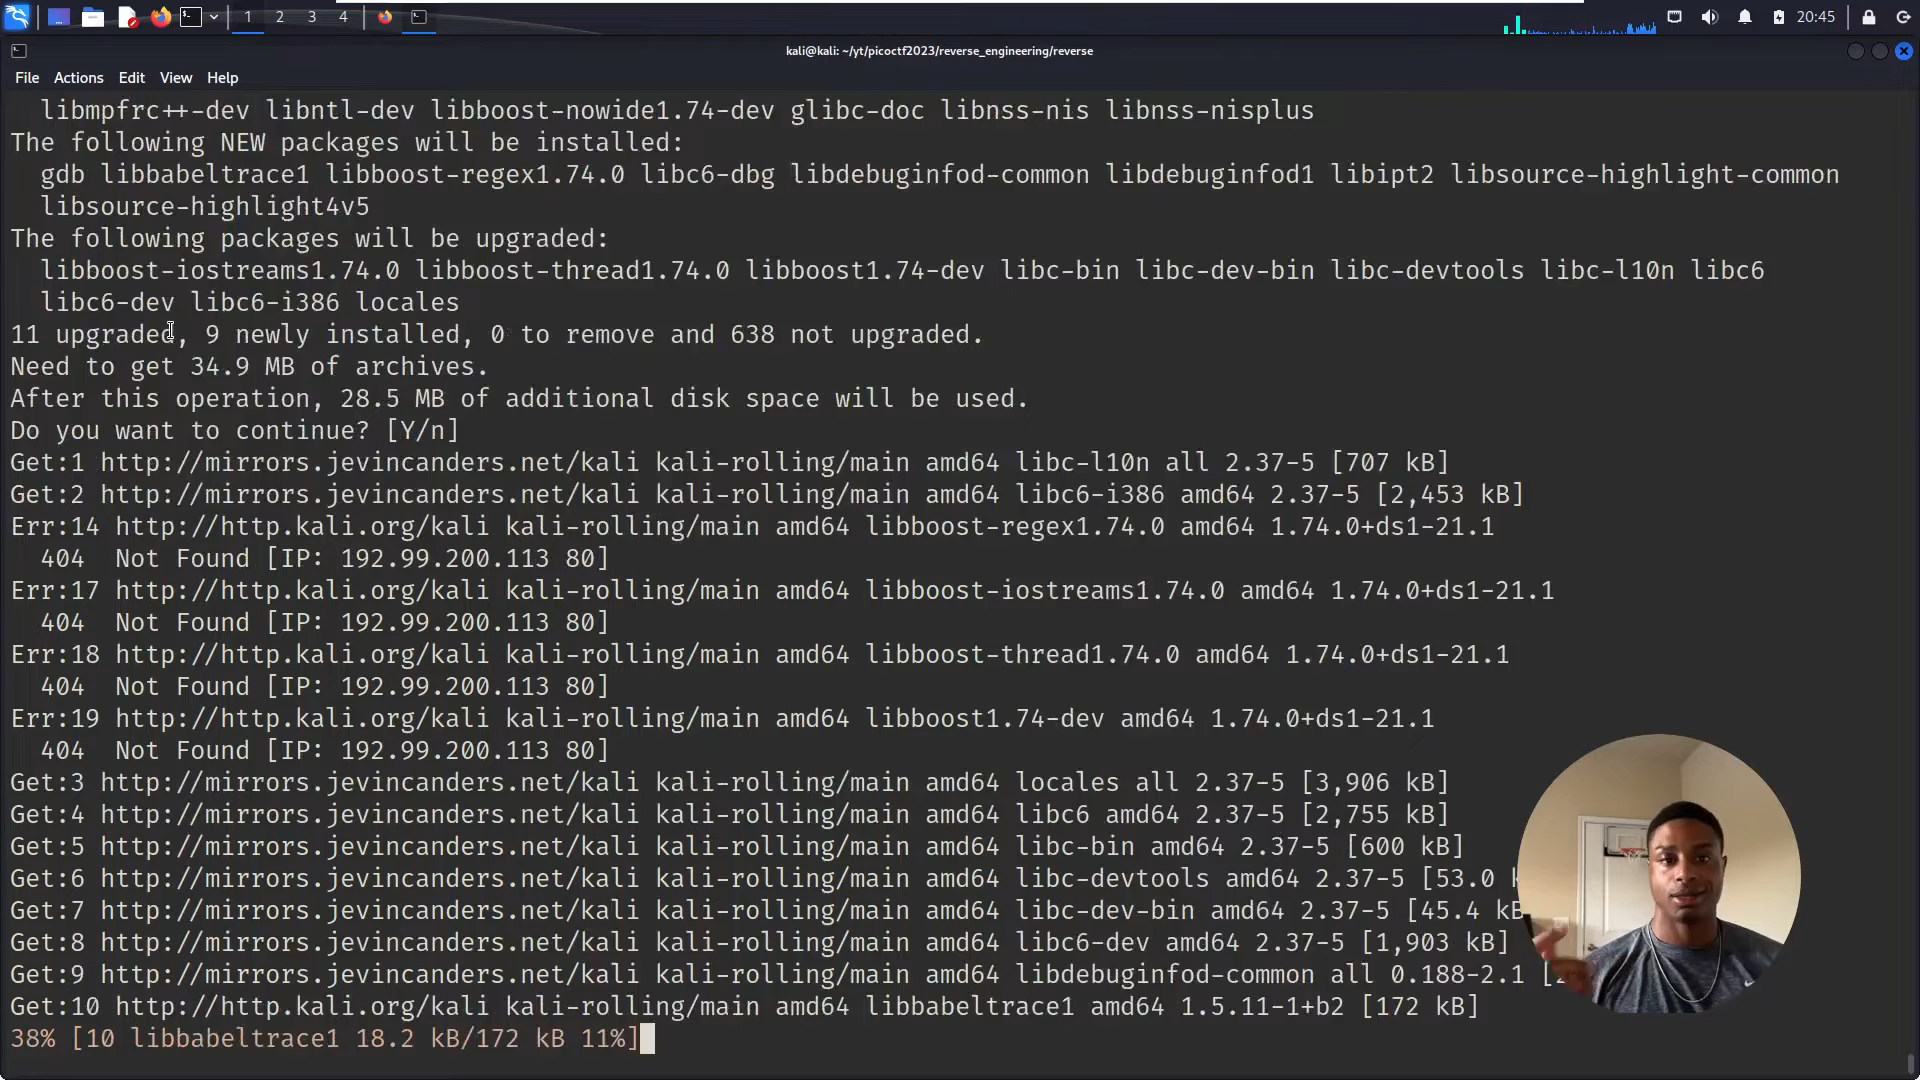 1 2 3 4 20:45
kali@kali: ~/yt/picoctf2023/reverse_engineering/reverse
File Actions Edit View Help
libmpfrc++-dev libntl-dev libboost-nowide1.74-dev glibc-doc libnss-nis libnss-nisplus
The following NEW packages will be installed:
gdb libbabeltrace1 libboost-regex1.74.0 libc6-dbg libdebuginfod-common libdebuginfod1 libipt2 libsource-highlight-common
libsource-highlight4v5
The following packages will be upgraded:
libboost-iostreams1.74.0 libboost-thread1.74.0 libboost1.74-dev libc-bin libc-dev-bin libc-devtools libc-l10n libc6
libc6-dev libc6-i386 locales
11 upgraded, 9 newly installed, 0 to remove and 638 not upgraded.
Need to get 34.9 MB of archives.
After this operation, 28.5 MB of additional disk space will be used.
Do you want to continue? [Y/n]
Get:1 http://mirrors.jevincanders.net/kali kali-rolling/main amd64 libc-l10n all 2.37-5 [707 kB]
Get:2 http://mirrors.jevincanders.net/kali kali-rolling/main amd64 libc6-i386 amd64 2.37-5 [2,453 kB]
Err:14 http://http.kali.org/kali kali-rolling/main amd64 libboost-regex1.74.0 amd64 1.74.0+ds1-21.1
404 Not Found [IP: 192.99.200.113 80]
Err:17 http://http.kali.org/kali kali-rolling/main amd64 libboost-iostreams1.74.0 amd64 1.74.0+ds1-21.1
404 Not Found [IP: 192.99.200.113 80]
Err:18 http://http.kali.org/kali kali-rolling/main amd64 libboost-thread1.74.0 amd64 1.74.0+ds1-21.1
404 Not Found [IP: 192.99.200.113 80]
Err:19 http://http.kali.org/kali kali-rolling/main amd64 libboost1.74-dev amd64 1.74.0+ds1-21.1
404 Not Found [IP: 192.99.200.113 80]
Get:3 http://mirrors.jevincanders.net/kali kali-rolling/main amd64 locales all 2.37-5 [3,906 kB]
Get:4 http://mirrors.jevincanders.net/kali kali-rolling/main amd64 libc6 amd64 2.37-5 [2,755 kB]
Get:5 http://mirrors.jevincanders.net/kali kali-rolling/main amd64 libc-bin amd64 2.37-5 [600 kB]
Get:6 http://mirrors.jevincanders.net/kali kali-rolling/main amd64 libc-devtools amd64 2.37-5 [53.0
Get:7 http://mirrors.jevincanders.net/kali kali-rolling/main amd64 libc-dev-bin amd64 2.37-5 [45.4 kB
Get:8 http://mirrors.jevincanders.net/kali kali-rolling/main amd64 libc6-dev amd64 2.37-5 [1,903 kB]
Get:9 http://mirrors.jevincanders.net/kali kali-rolling/main amd64 libdebuginfod-common all 0.188-2.1
Get:10 http://http.kali.org/kali kali-rolling/main amd64 libbabeltrace1 amd64 1.5.11-1+b2 [172 kB]
38% [10 libbabeltrace1 18.2 kB/172 kB 11%]